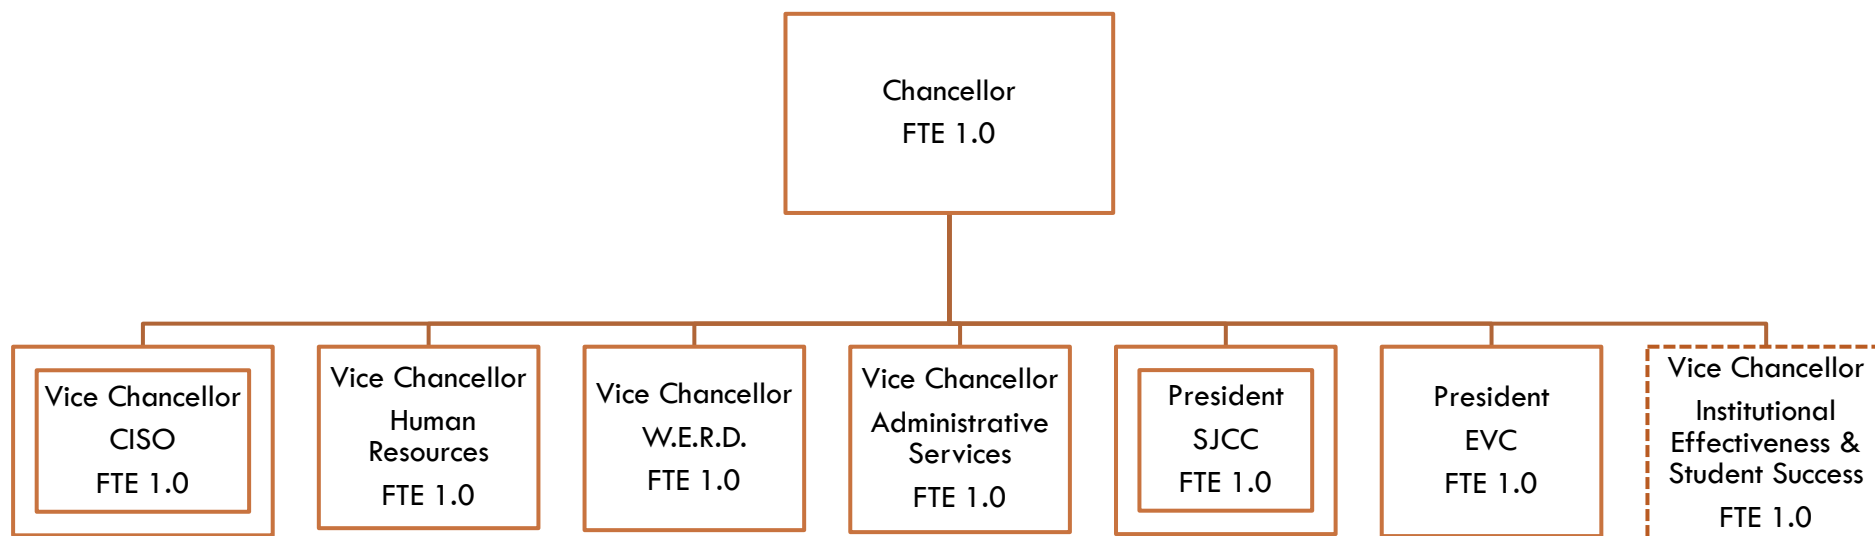 Chancellor
FTE 1.0
Vice Chancellor
CISO
FTE 1.0
Vice Chancellor
Human
Resources
FTE 1.0
Vice Chancellor
W.E.R.D.
FTE 1.0
Vice Chancellor
Administrative
Services
FTE 1.0
President
SJCC
FTE 1.0
President
EVC
FTE 1.0
Vice Chancellor
Institutional
Effectiveness &
Student Success
FTE 1.0